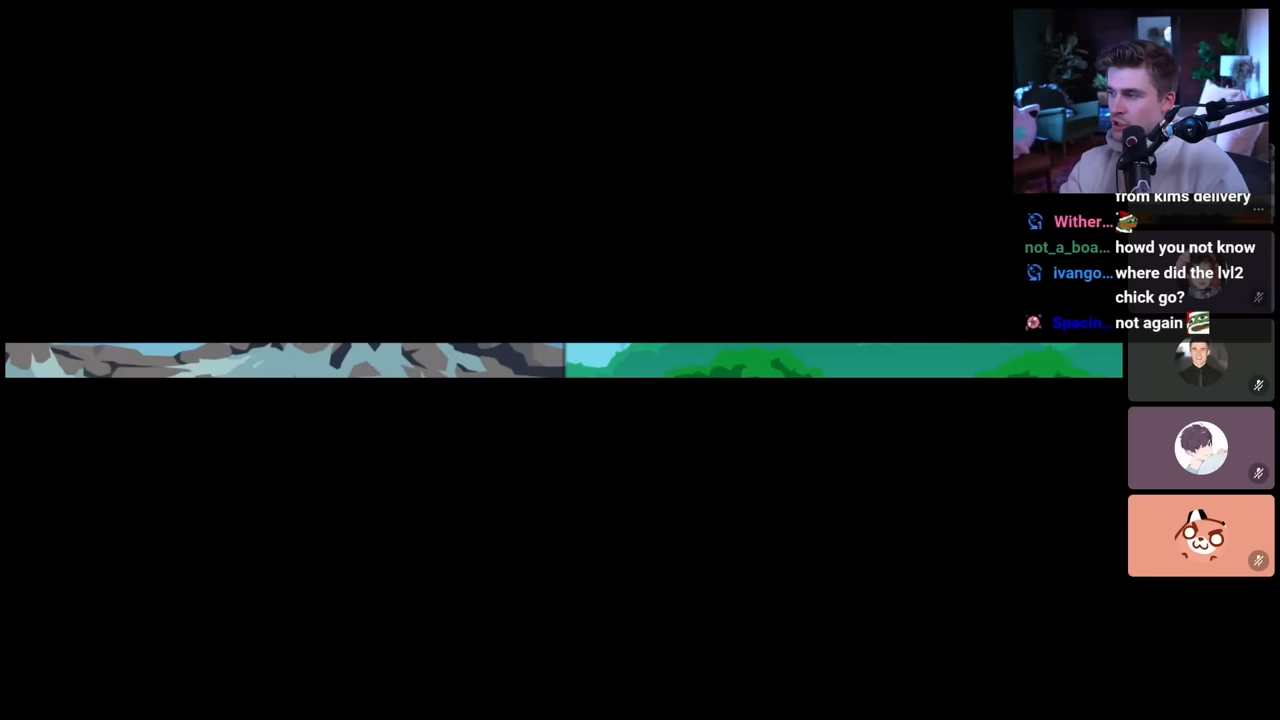 from kims delivery
Wither...
not_a_boa... howd you not know
ivango... where did the lvl2
chick go?
Spacin... not again